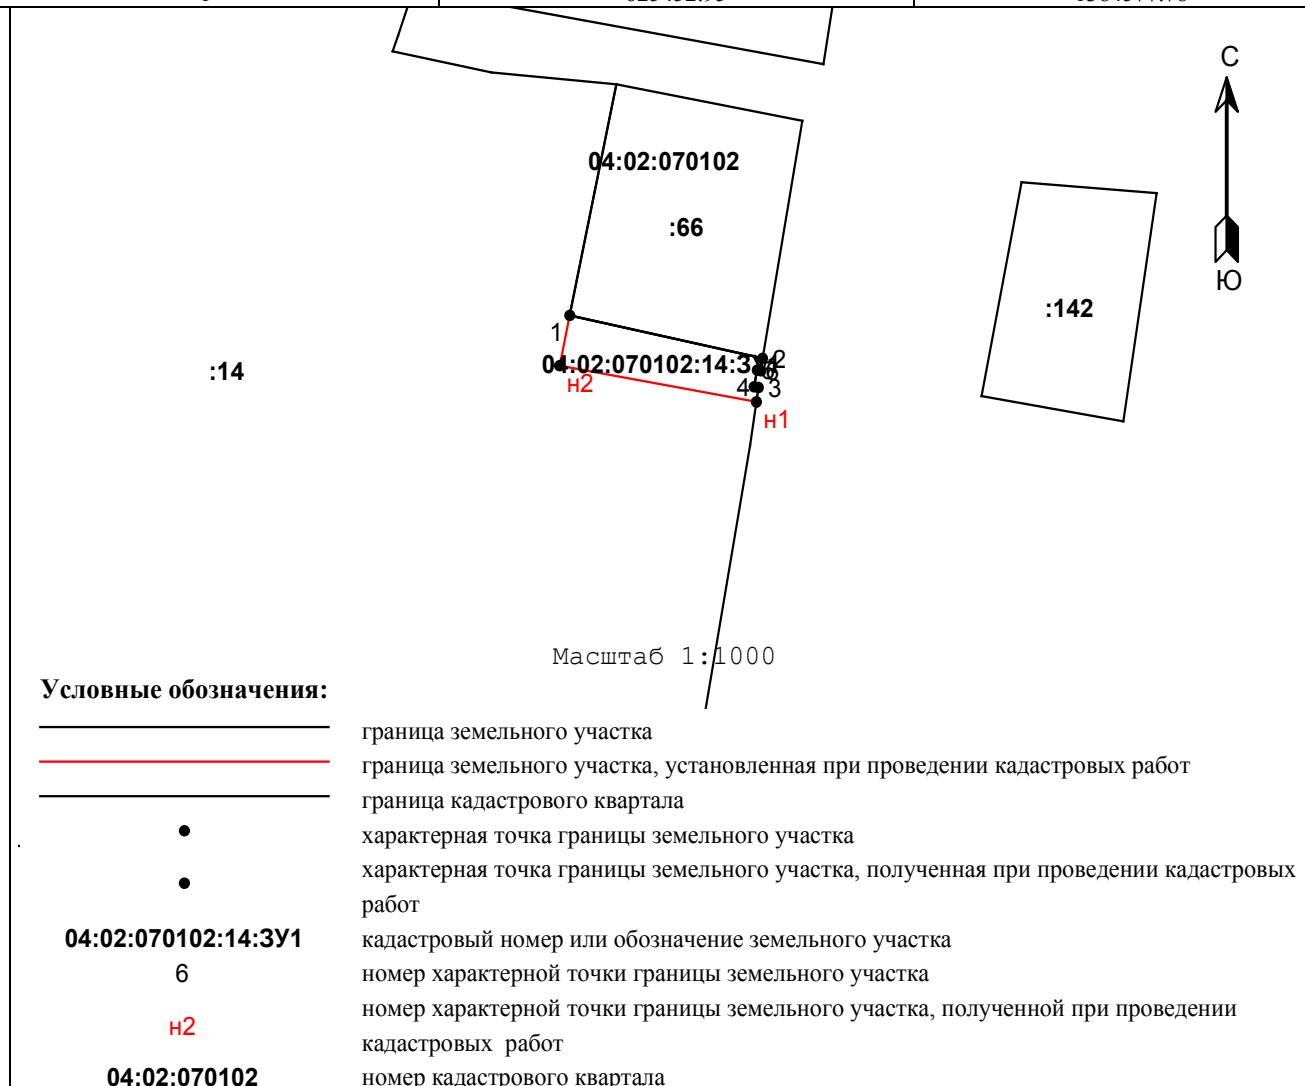 С
04:02:070102
:66
Ю
:142
1
2
04:02:070102:14:ЗУ1
:14
н2
4
3
н1
Масштаб 1:1000
Условные обозначения:
граница земельного участка
граница земельного участка, установленная при проведении кадастровых работ
граница кадастрового квартала
характерная точка границы земельного участка
характерная точка границы земельного участка, полученная при проведении кадастровых
работ
04:02:070102:14:ЗУ1 кадастровый номер или обозначение земельного участка
6 номер характерной точки границы земельного участка
номер характерной точки границы земельного участка, полученной при проведении
н2
кадастровых работ
04:02:070102 номер кадастрового квартала